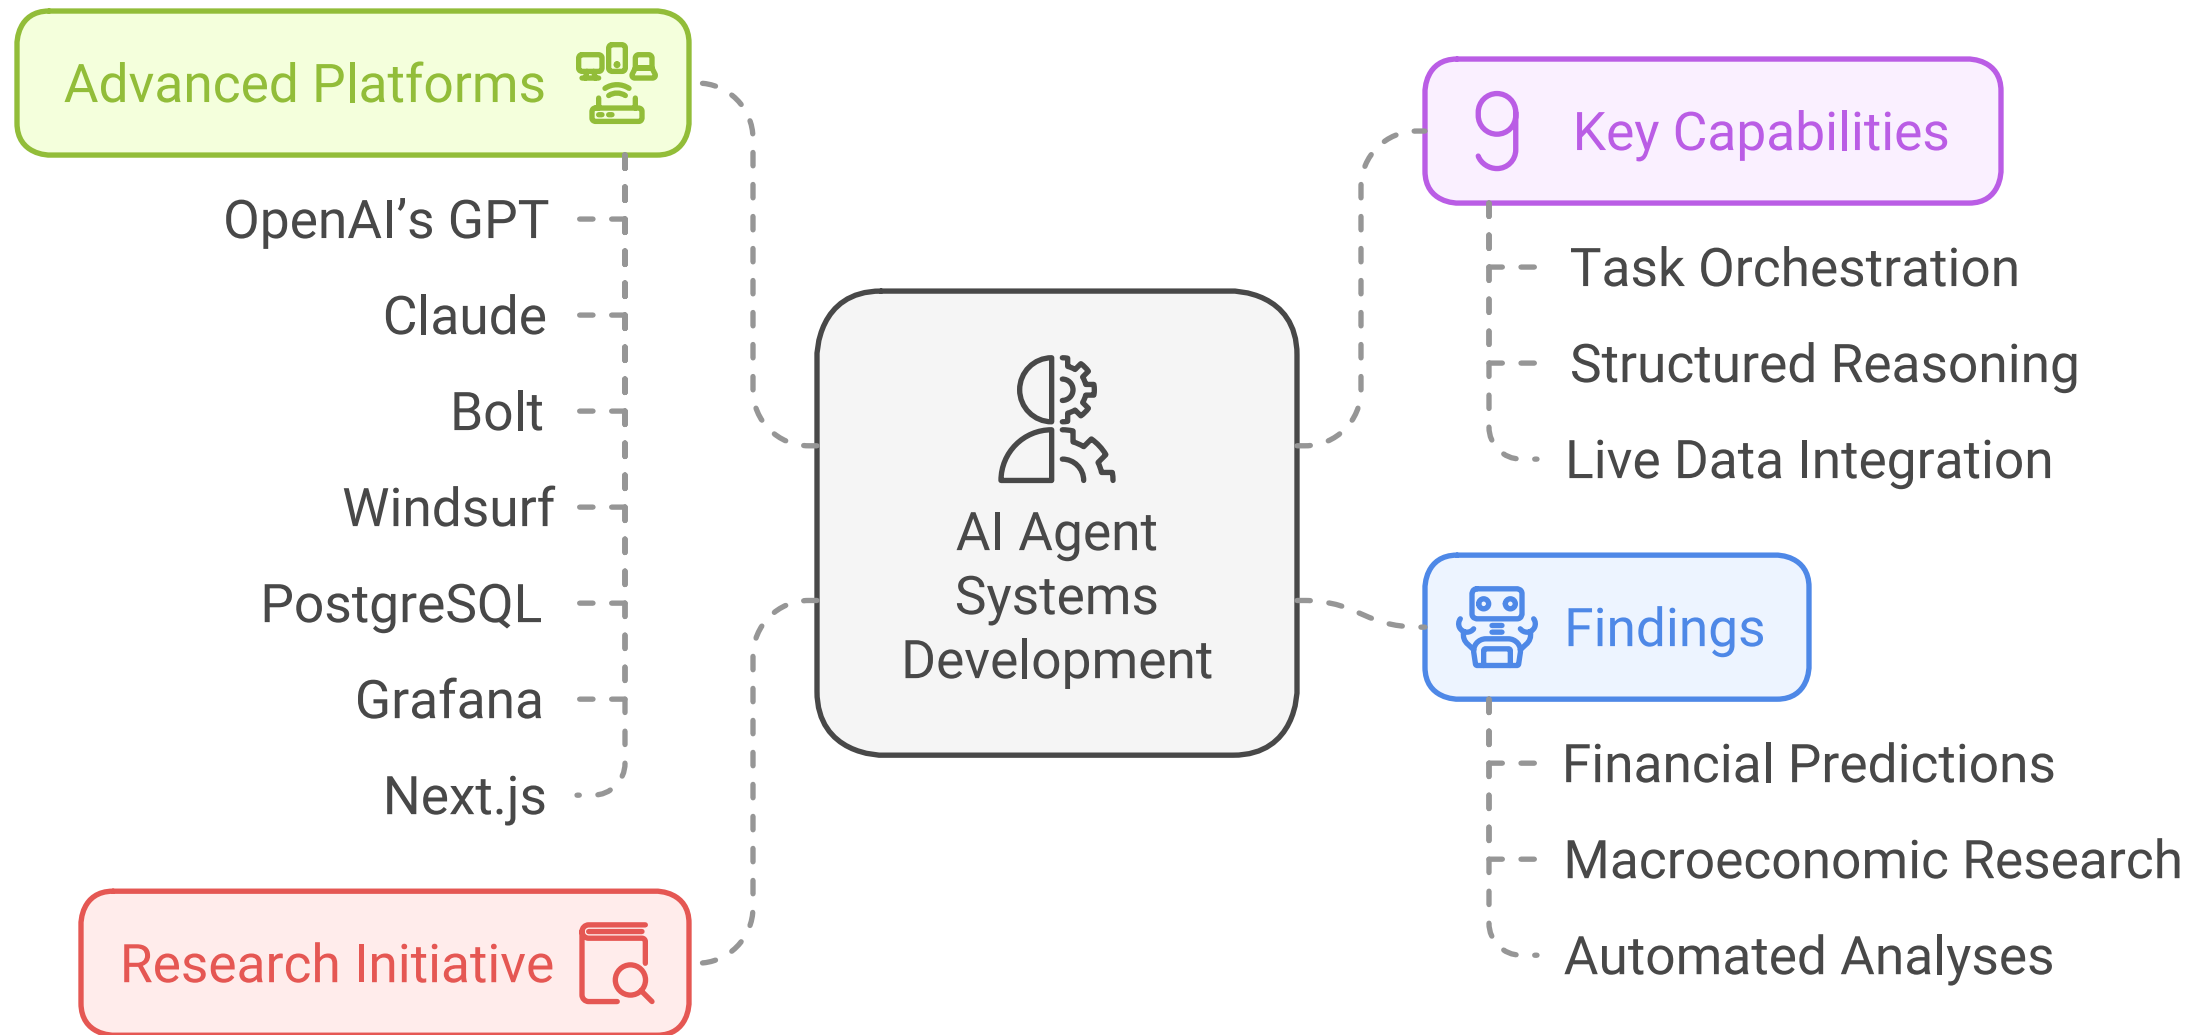 Advanced Platforms
OpenAI’s GPT
Claude
Bolt
Windsurf
PostgreSQL
Grafana
Next.js
Research Initiative
AI Agent
Systems
Development
Key Capabilities
Task Orchestration
Structured Reasoning
Live Data Integration
Findings
Financial Predictions
Macroeconomic Research
Automated Analyses